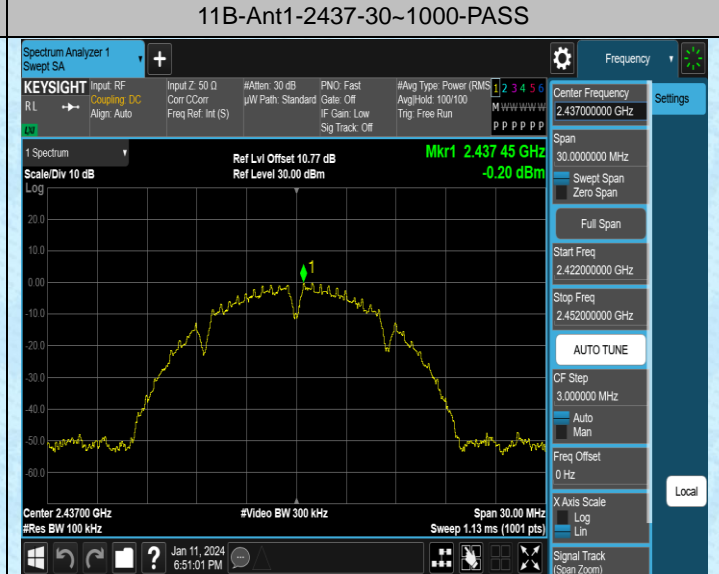 11B-Ant1-2437-30~1000-PASS
Spectrum Analyzer 1
Swept SA
+
Frequency
KEYSIGHT
RL
LXI
Input: RF
Coupling: DC
Align: Auto
Input Z: 50 Ω
Corr CCorr
Freq Ref: Int (S)
#Atten: 30 dB
µW Path: Standard
PNO: Fast
Gate: Off
IF Gain: Low
Sig Track: Off
#Avg Type: Power (RMS
Avg|Hold: 100/100
Trig: Free Run
1 2 3 4 5 6
M W W W W W
P P P P P P
1 Spectrum
Scale/Div 10 dB
Log
Ref Lvl Offset 10.77 dB
Ref Level 30.00 dBm
Mkr1 2.437 45 GHz
-0.20 dBm
20.0
10.0
0.00
-10.0
-20.0
-30.0
-40.0
-50.0
-60.0
1
Center 2.43700 GHz
#Res BW 100 kHz
#Video BW 300 kHz
Span 30.00 MHz
Sweep 1.13 ms (1001 pts)
?
Jan 11, 2024
6:51:01 PM
Center Frequency
2.437000000 GHz
Settings
Span
30.0000000 MHz
Swept Span
Zero Span
Full Span
Start Freq
2.422000000 GHz
Stop Freq
2.452000000 GHz
AUTO TUNE
CF Step
3.000000 MHz
Auto
Man
Freq Offset
0 Hz
X Axis Scale
Log
Lin
Local
Signal Track
(Span Zoom)